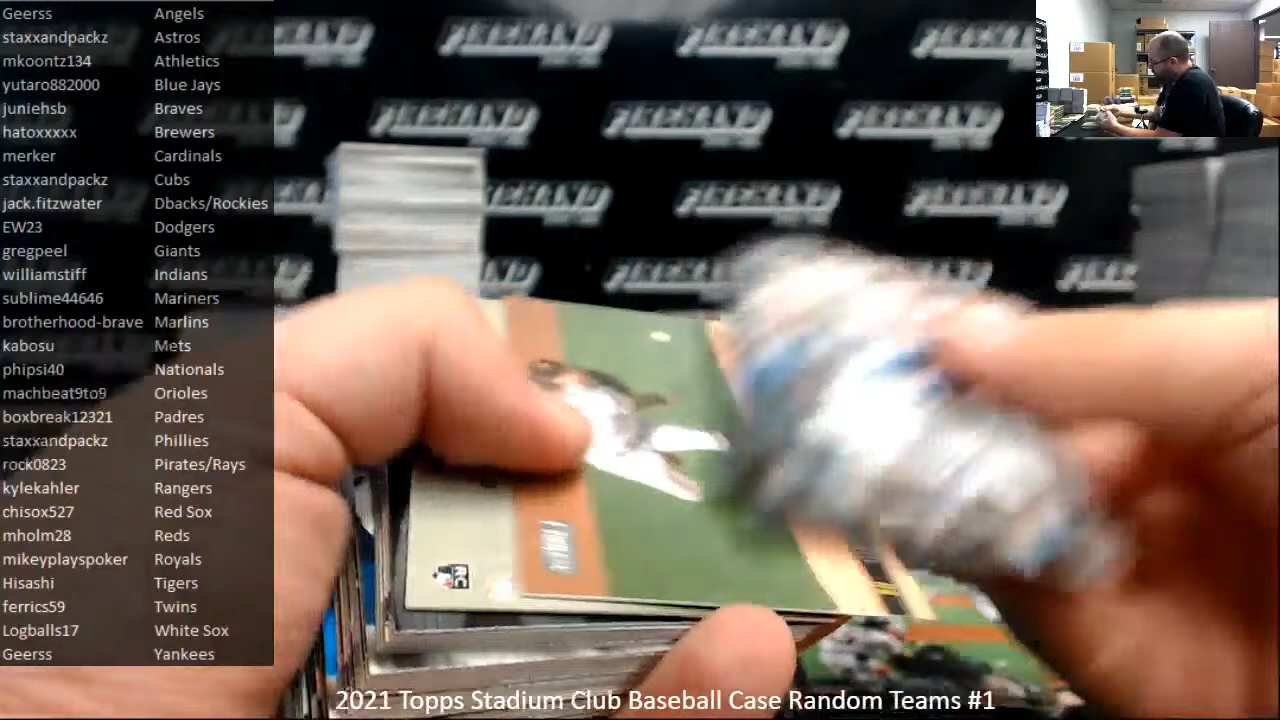 Geerss Angels
staxxandpackz Astros
mkoontz134 Athletics
yutaro882000 Blue Jays
juniehsb Braves
hatoxxxxx Brewers
merker Cardinals
staxxandpackz Cubs
jack.fitzwater Dbacks/Rockies
EW23 Dodgers
gregpeel Giants
williamstiff Indians
sublime44646 Mariners
brotherhood-brave Marlins
kabosu Mets
phipsi40 Nationals
machbeat9to9 Orioles
boxbreak12321 Padres
staxxandpackz Phillies
rock0823 Pirates/Rays
kylekahler Rangers
chisox527 Red Sox
mholm28 Reds
mikeyplayspoker Royals
Hisashi Tigers
ferrics59 Twins
Logballs17 White Sox
Geerss Yankees
RC
2021 Topps Stadium Club Baseball Case Random Teams #1